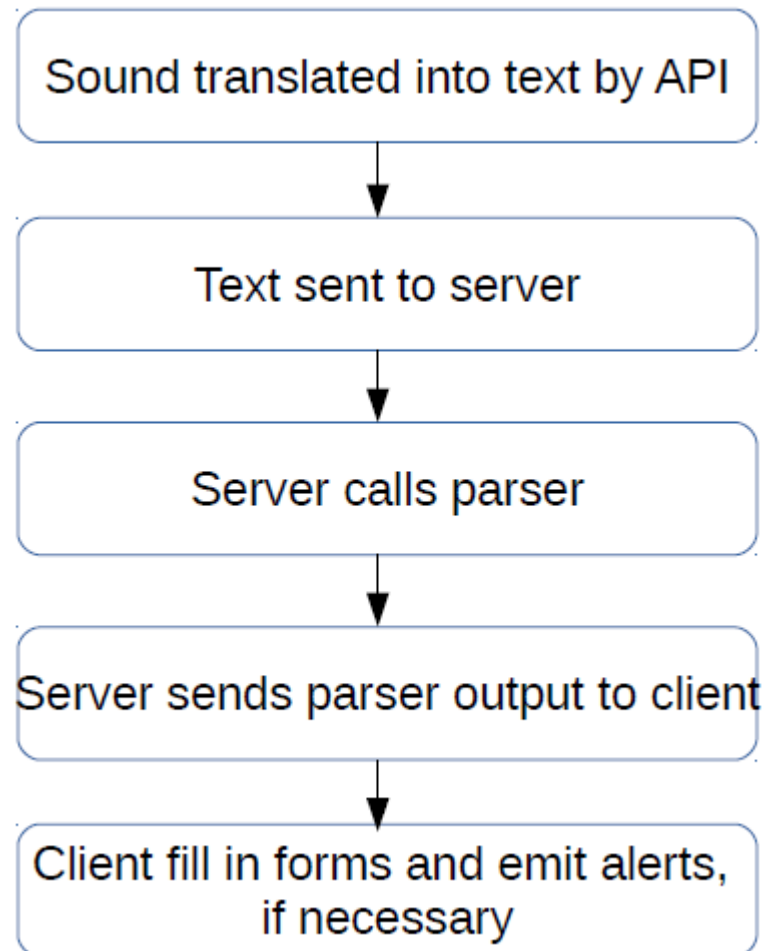 Sound translated into text by API
Text sent to server
Server calls parser
Server sends parser output to client
Client fill in forms and emit alerts,
if necessary